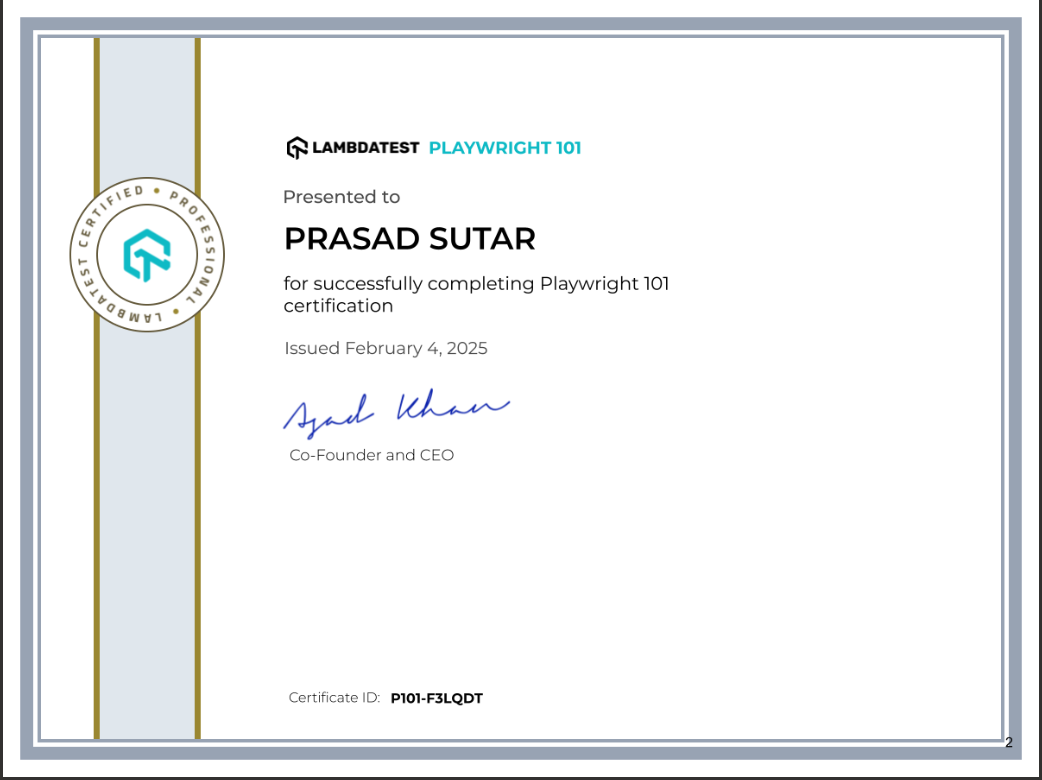 LAMBDATEST PLAYWRIGHT 101
Presented to
PRASAD SUTAR
for successfully completing Playwright 101
certification
Issued February 4, 2025
Azad Khan
Co-Founder and CEO
LAMBDATEST CERTIFIED • PROFESSIONAL •
Certificate ID: P101-F3LQDT
2